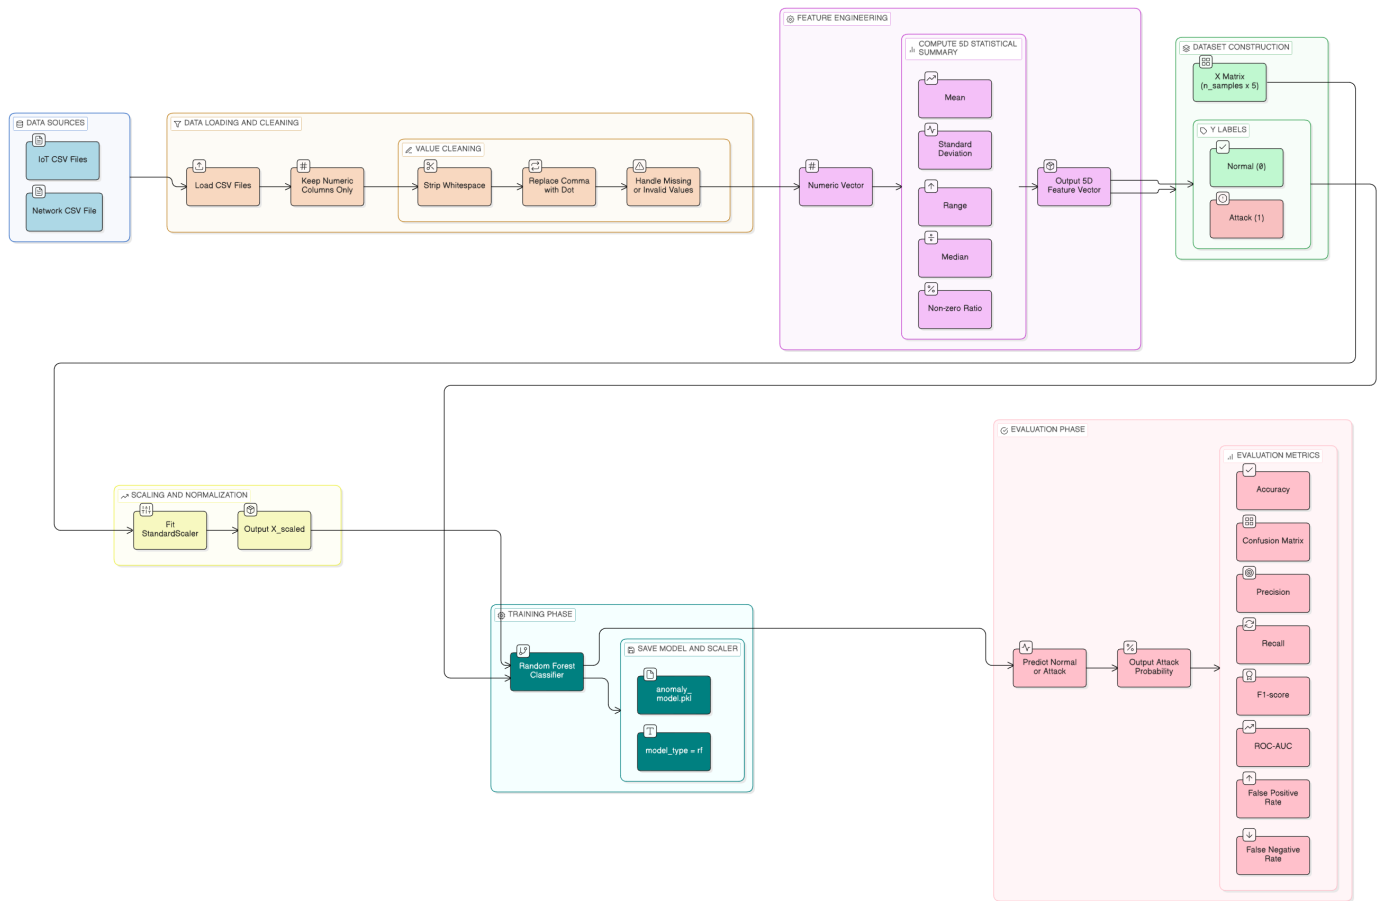 DATA SOURCES
IoT CSV Files
Network CSV File
DATA LOADING AND CLEANING
Load CSV Files
Keep Numeric
Columns Only
VALUE CLEANING
Strip Whitespace
Replace Comma
with Dot
Handle Missing
or Invalid Values
FEATURE ENGINEERING
Numeric Vector
COMPUTE 5D STATISTICAL
SUMMARY
Mean
Standard
Deviation
Range
Median
Non-zero Ratio
Output 5D
Feature Vector
DATASET CONSTRUCTION
X Matrix
(n_samples x 5)
Y LABELS
Normal (0)
Attack (1)
SCALING AND NORMALIZATION
Fit
StandardScaler
Output X_scaled
TRAINING PHASE
Random Forest
Classifier
SAVE MODEL AND SCALER
anomaly_
model.pkl
model_type = rf
EVALUATION PHASE
Predict Normal
or Attack
Output Attack
Probability
EVALUATION METRICS
Accuracy
Confusion Matrix
Precision
Recall
F1-score
ROC-AUC
False Positive
Rate
False Negative
Rate